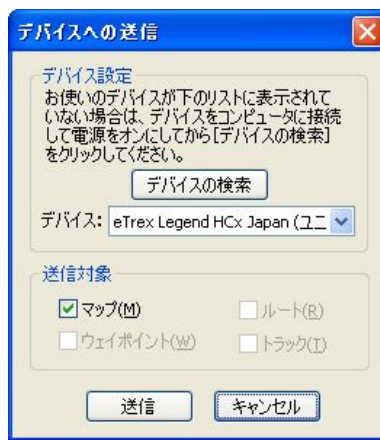 デバイスへの送信
デバイス設定
お使いのデバイスが下のリストに表示されて
いない場合は、デバイスをコンピュータに接続
して電源をオンにしてから[デバイスの検索]
をクリックしてください。
デバイスの検索
デバイス: eTrex Legend HCx Japan (ユニ
送信対象
マップ(M) ルート(R)
ウェイポイント(W) トラック(T)
送信 キャンセル